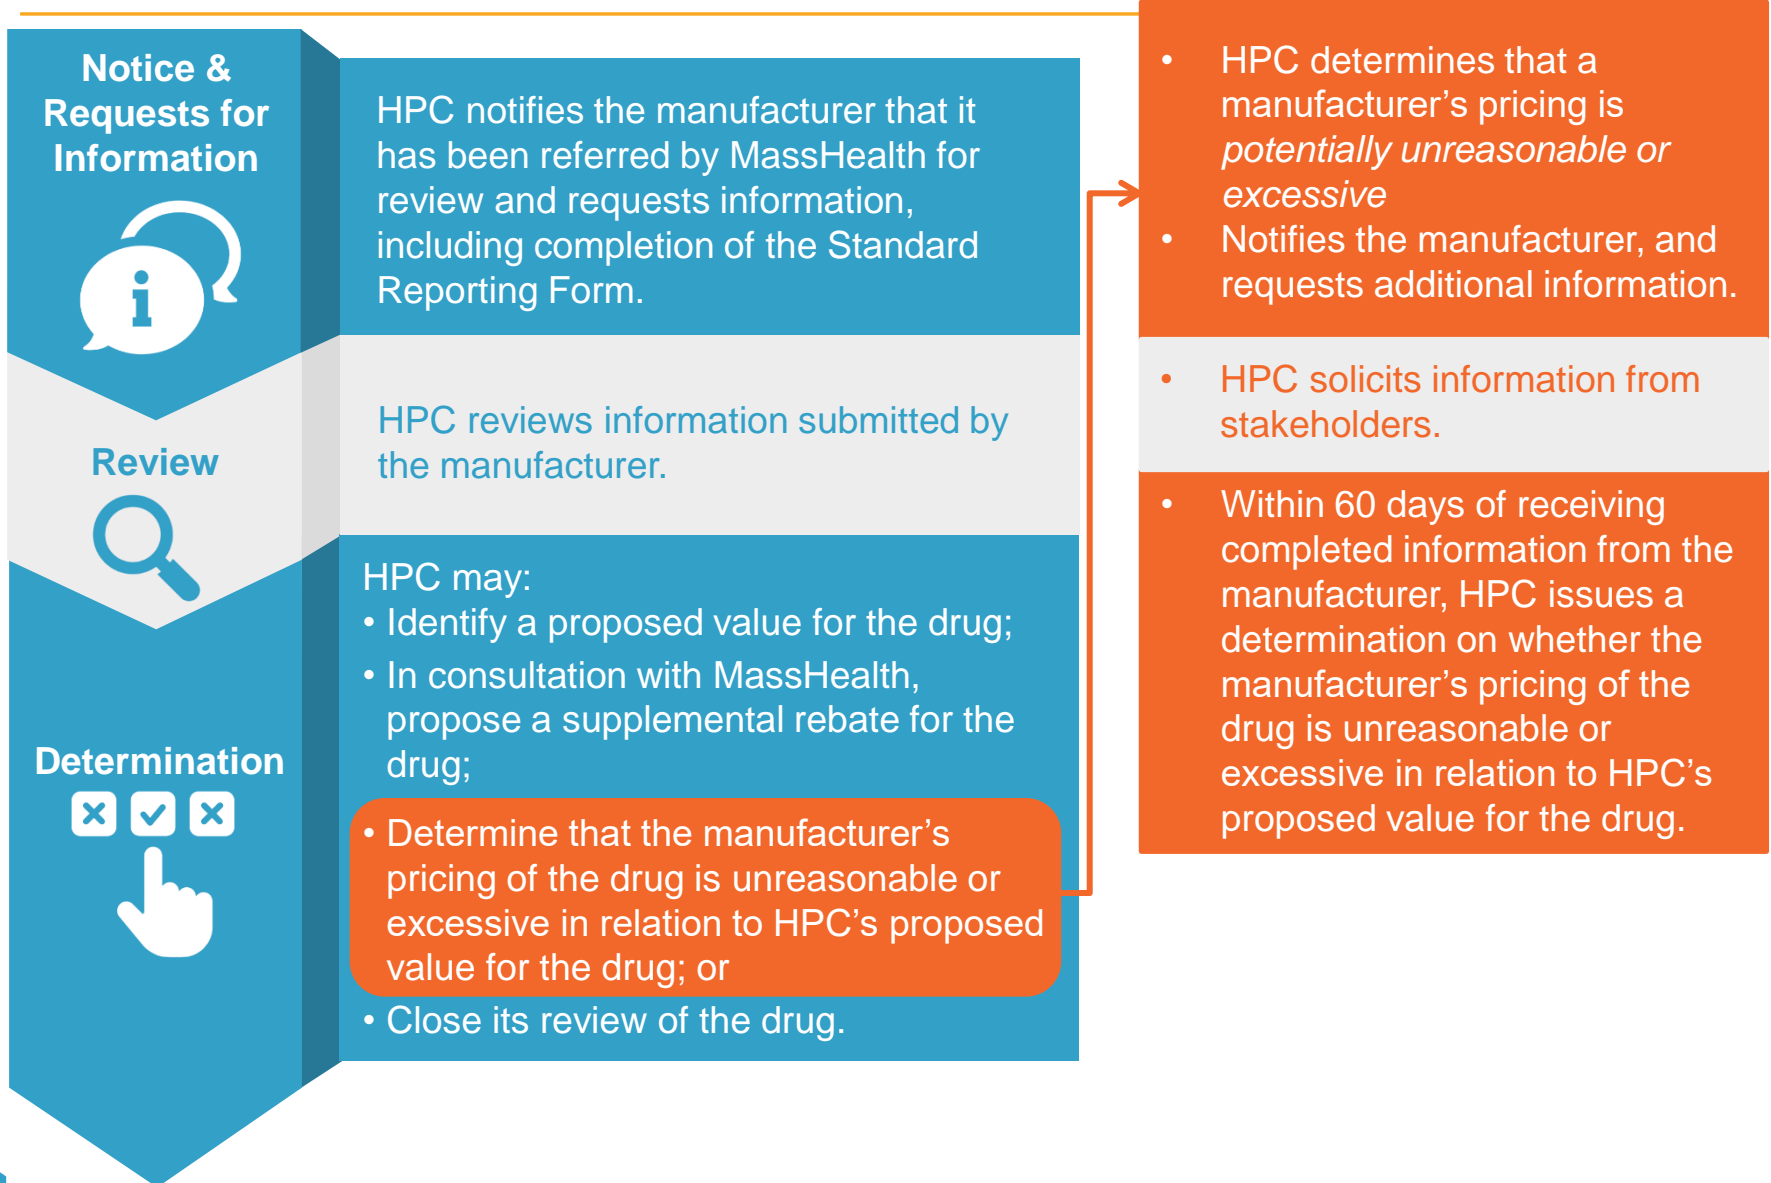 Notice &
Requests for
Information
HPC notifies the manufacturer that it
has been referred by MassHealth for
review and requests information,
including completion of the Standard
Reporting Form.
Review
HPC reviews information submitted by
the manufacturer.
Determination
HPC may:
• Identify a proposed value for the drug;
• In consultation with MassHealth,
propose a supplemental rebate for the
drug;
• Determine that the manufacturer’s
pricing of the drug is unreasonable or
excessive in relation to HPC’s proposed
value for the drug; or
• Close its review of the drug.
• HPC determines that a
manufacturer’s pricing is
potentially unreasonable or
excessive
• Notifies the manufacturer, and
requests additional information.
• HPC solicits information from
stakeholders.
• Within 60 days of receiving
completed information from the
manufacturer, HPC issues a
determination on whether the
manufacturer’s pricing of the
drug is unreasonable or
excessive in relation to HPC’s
proposed value for the drug.